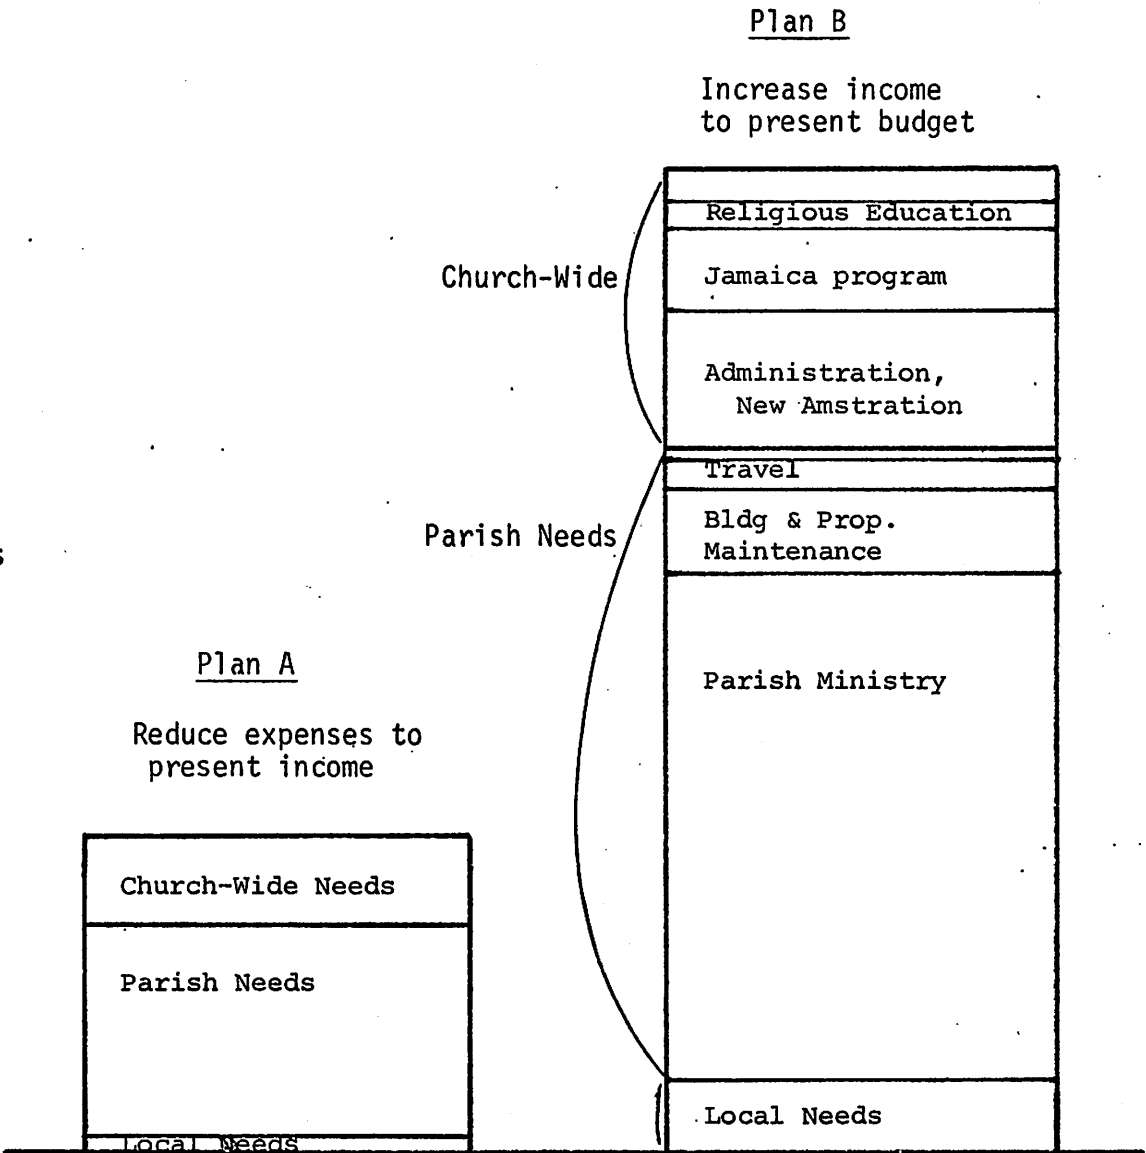 Plan B
Increase income
to present budget
Religious Education
Church-Wide
Jamaica program
Administration,
New Amstration
Travel
Parish Needs
Bldg & Prop.
Maintenance
Parish Ministry
Local Needs
Plan A
Reduce expenses to
present income
Church-Wide Needs
Parish Needs
Local Needs